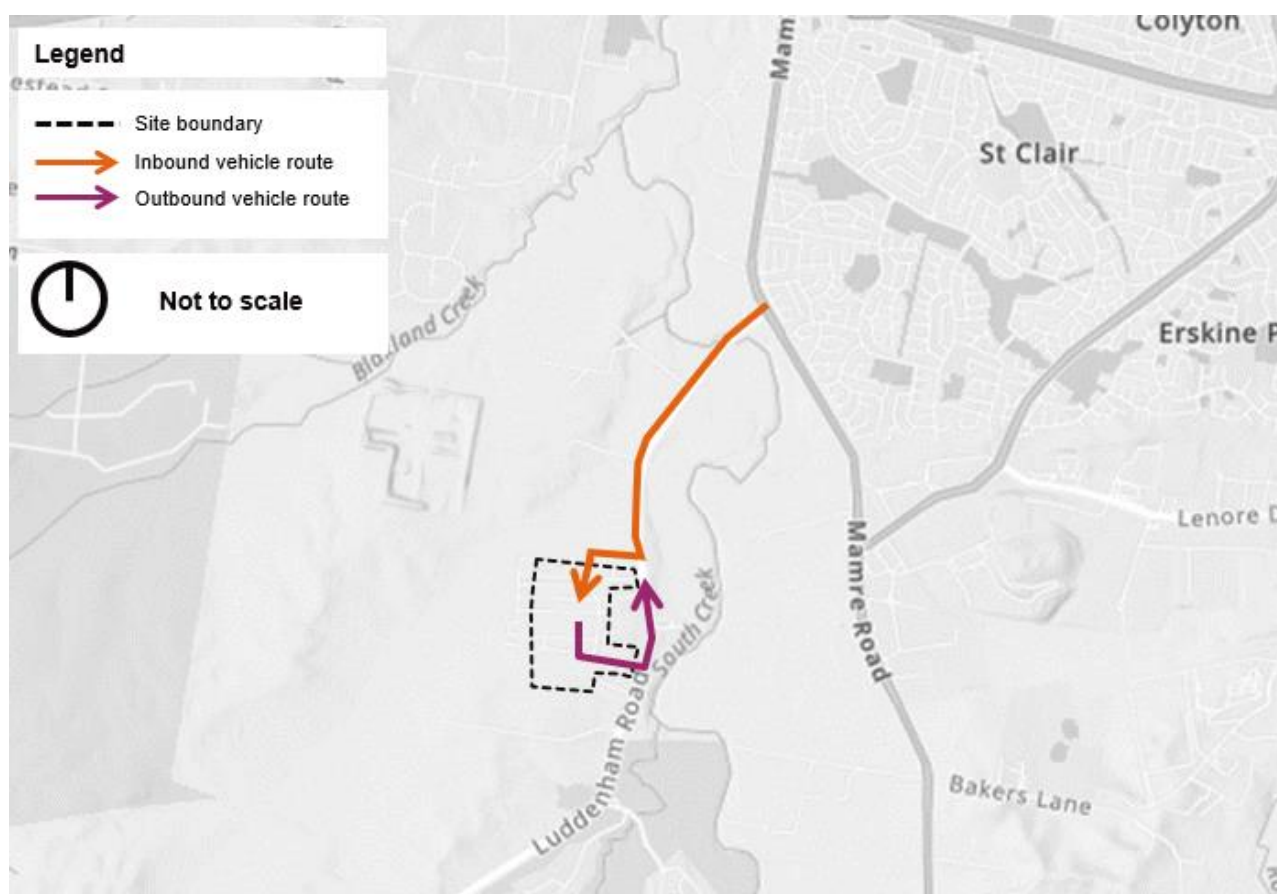 Legend
Site boundary
Inbound vehicle route
Outbound vehicle route
Not to scale
Colyton
Mam
St Clair
Erskine P
Blaxland Creek
Lenore D
Mamre Road
South Creek
Luddenham Road
Bakers Lane